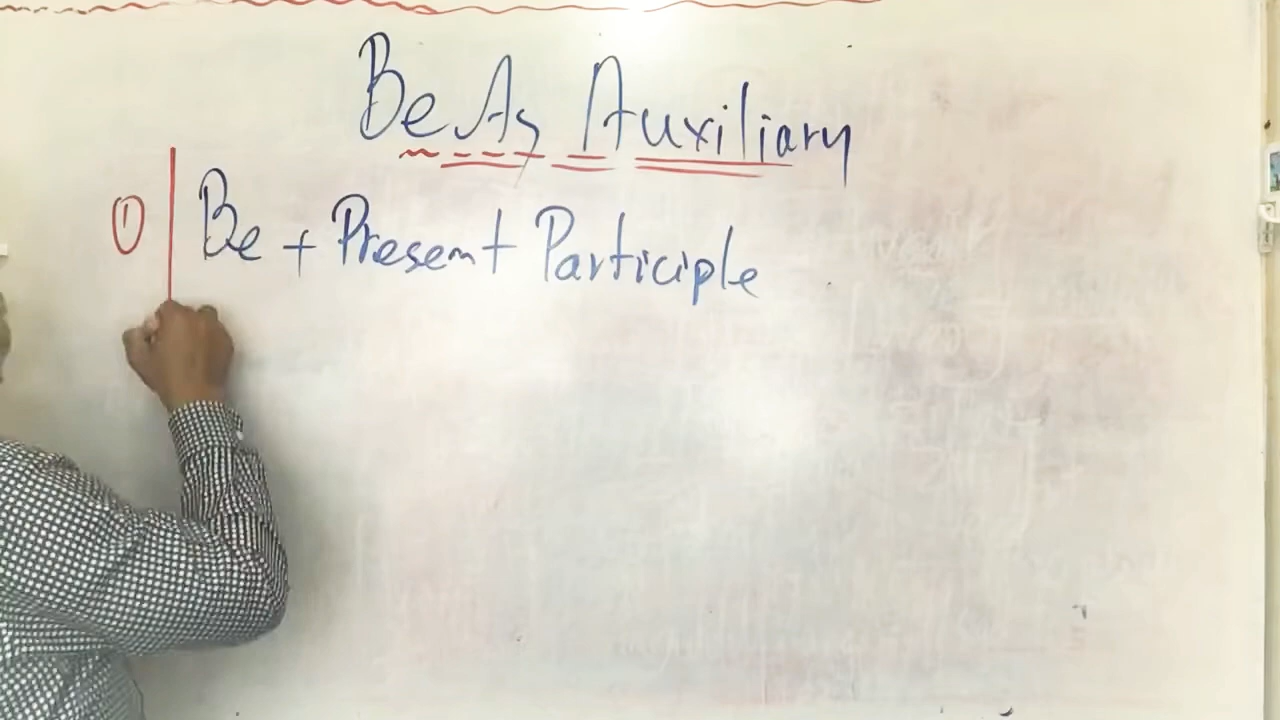 Be As Auxiliary
① Be + Present Participle